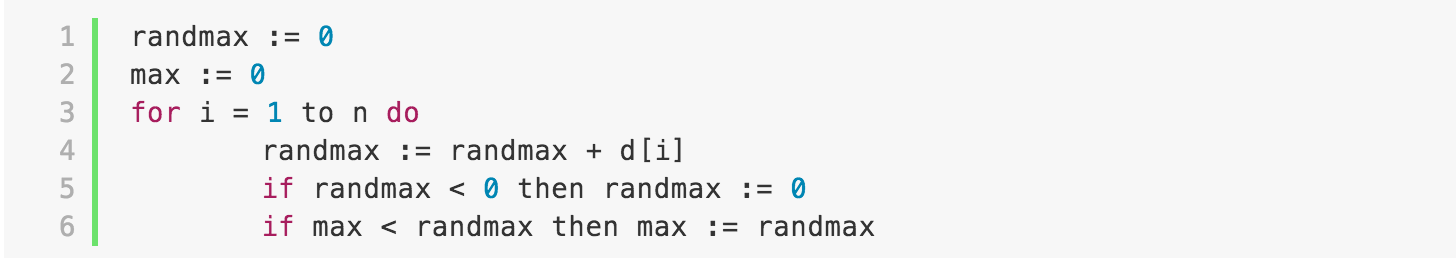 1 randmax := 0
2 max := 0
3 for i = 1 to n do
4 randmax := randmax + d[i]
5 if randmax < 0 then randmax := 0
6 if max < randmax then max := randmax